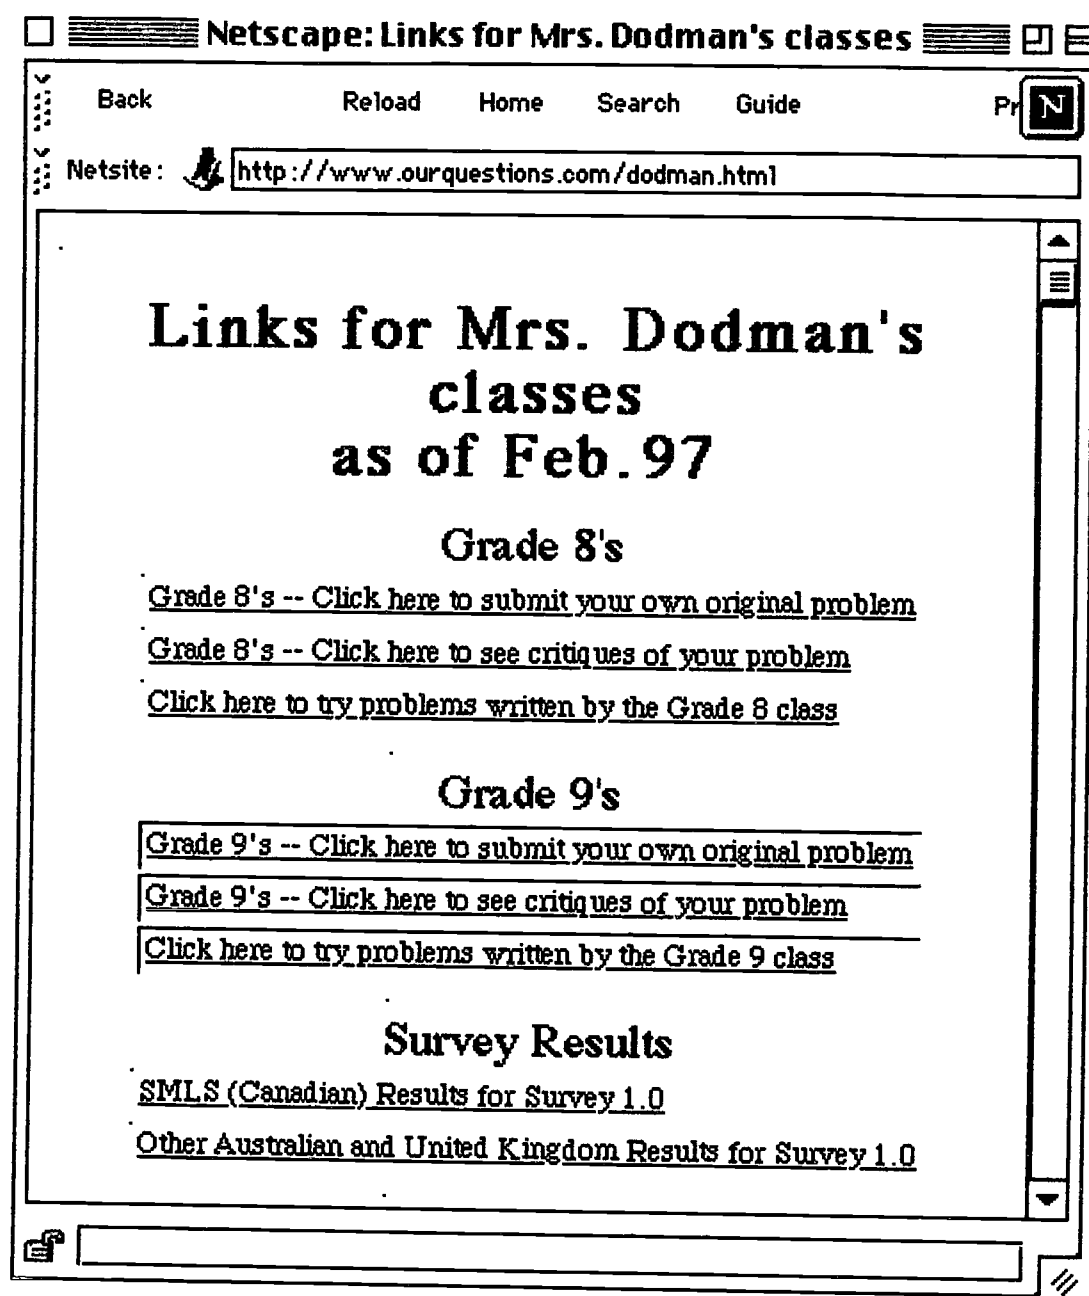 Netscape: Links for Mrs. Dodman's classes
Back Reload Home Search Guide Pr N
Netsite: http://www.ourquestions.com/dodman.html
Links for Mrs. Dodman's
classes
as of Feb.97
Grade 8's
Grade 8's -- Click here to submit your own original problem
Grade 8's -- Click here to see critiques of your problem
Click here to try problems written by the Grade 8 class
Grade 9's
Grade 9's -- Click here to submit your own original problem
Grade 9's -- Click here to see critiques of your problem
Click here to try problems written by the Grade 9 class
Survey Results
SMLS (Canadian) Results for Survey 1.0
Other Australian and United Kingdom Results for Survey 1.0